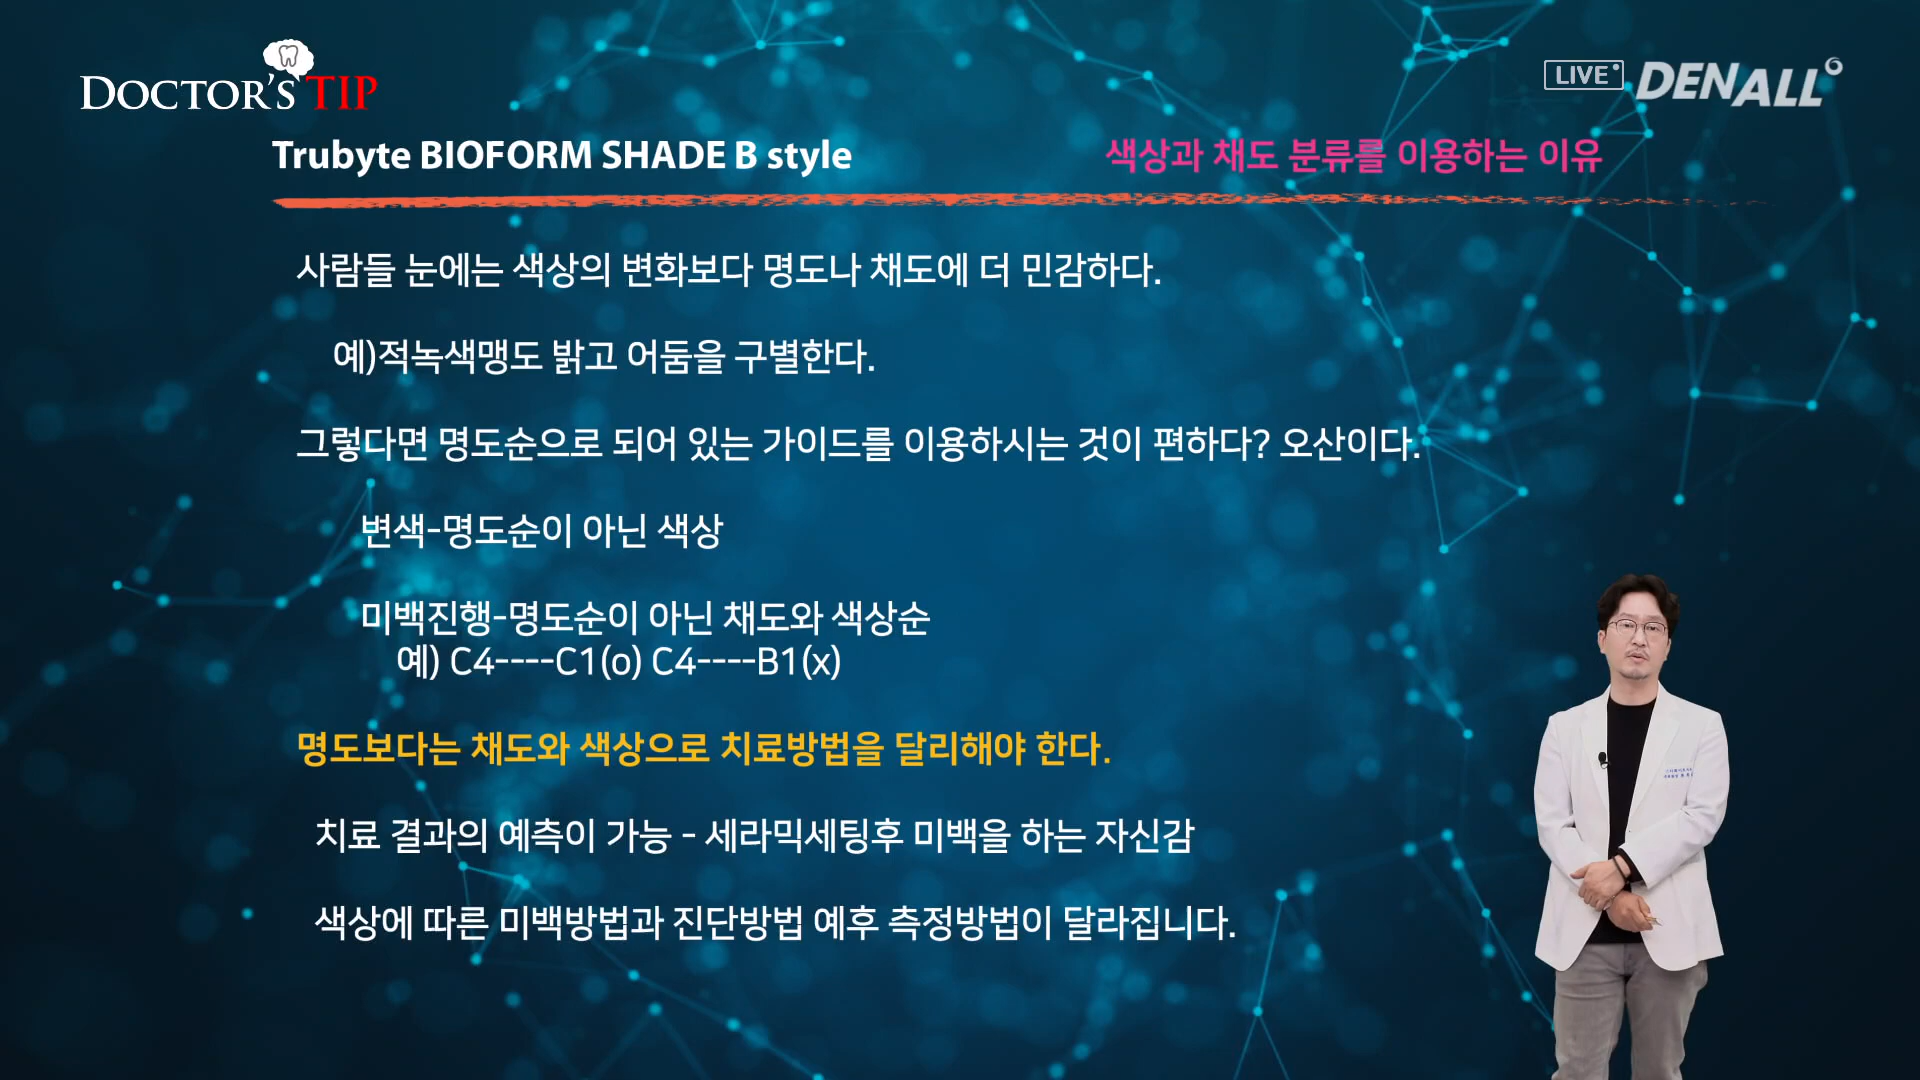 DOCTOR'S TIP
LIVE
DENALL
Trubyte BIOFORM SHADE B style
색상과 채도 분류를 이용하는 이유
사람들 눈에는 색상의 변화보다 명도나 채도에 더 민감하다.
예)적녹색맹도 밝고 어둠을 구별한다.
그렇다면 명도순으로 되어 있는 가이드를 이용하시는 것이 편하다? 오산이다.
변색-명도순이 아닌 색상
미백진행-명도순이 아닌 채도와 색상순
예) C4----C1(o) C4----B1(x)
명도보다는 채도와 색상으로 치료방법을 달리해야 한다.
치료 결과의 예측이 가능 - 세라믹세팅후 미백을 하는 자신감
색상에 따른 미백방법과 진단방법 예후 측정방법이 달라집니다.